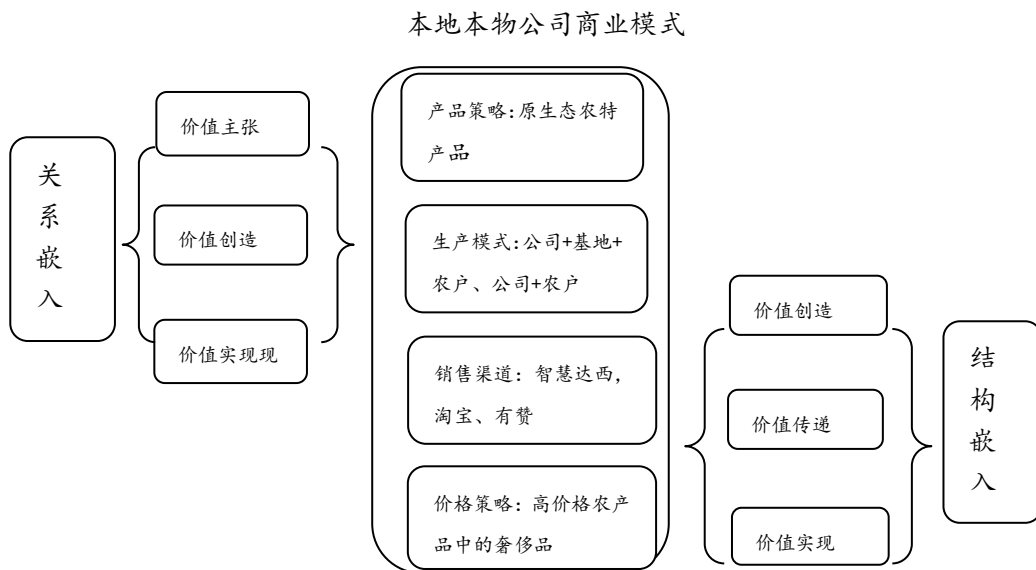 本地本物公司商业模式
关系嵌入
价值主张
价值创造
价值实现现
产品策略:原生态农特
产品
生产模式:公司+基地+
农户、公司+农户
销售渠道：智慧达西,
淘宝、有赞
价格策略：高价格农产
品中的奢侈品
价值创造
价值传递
价值实现
结构嵌入